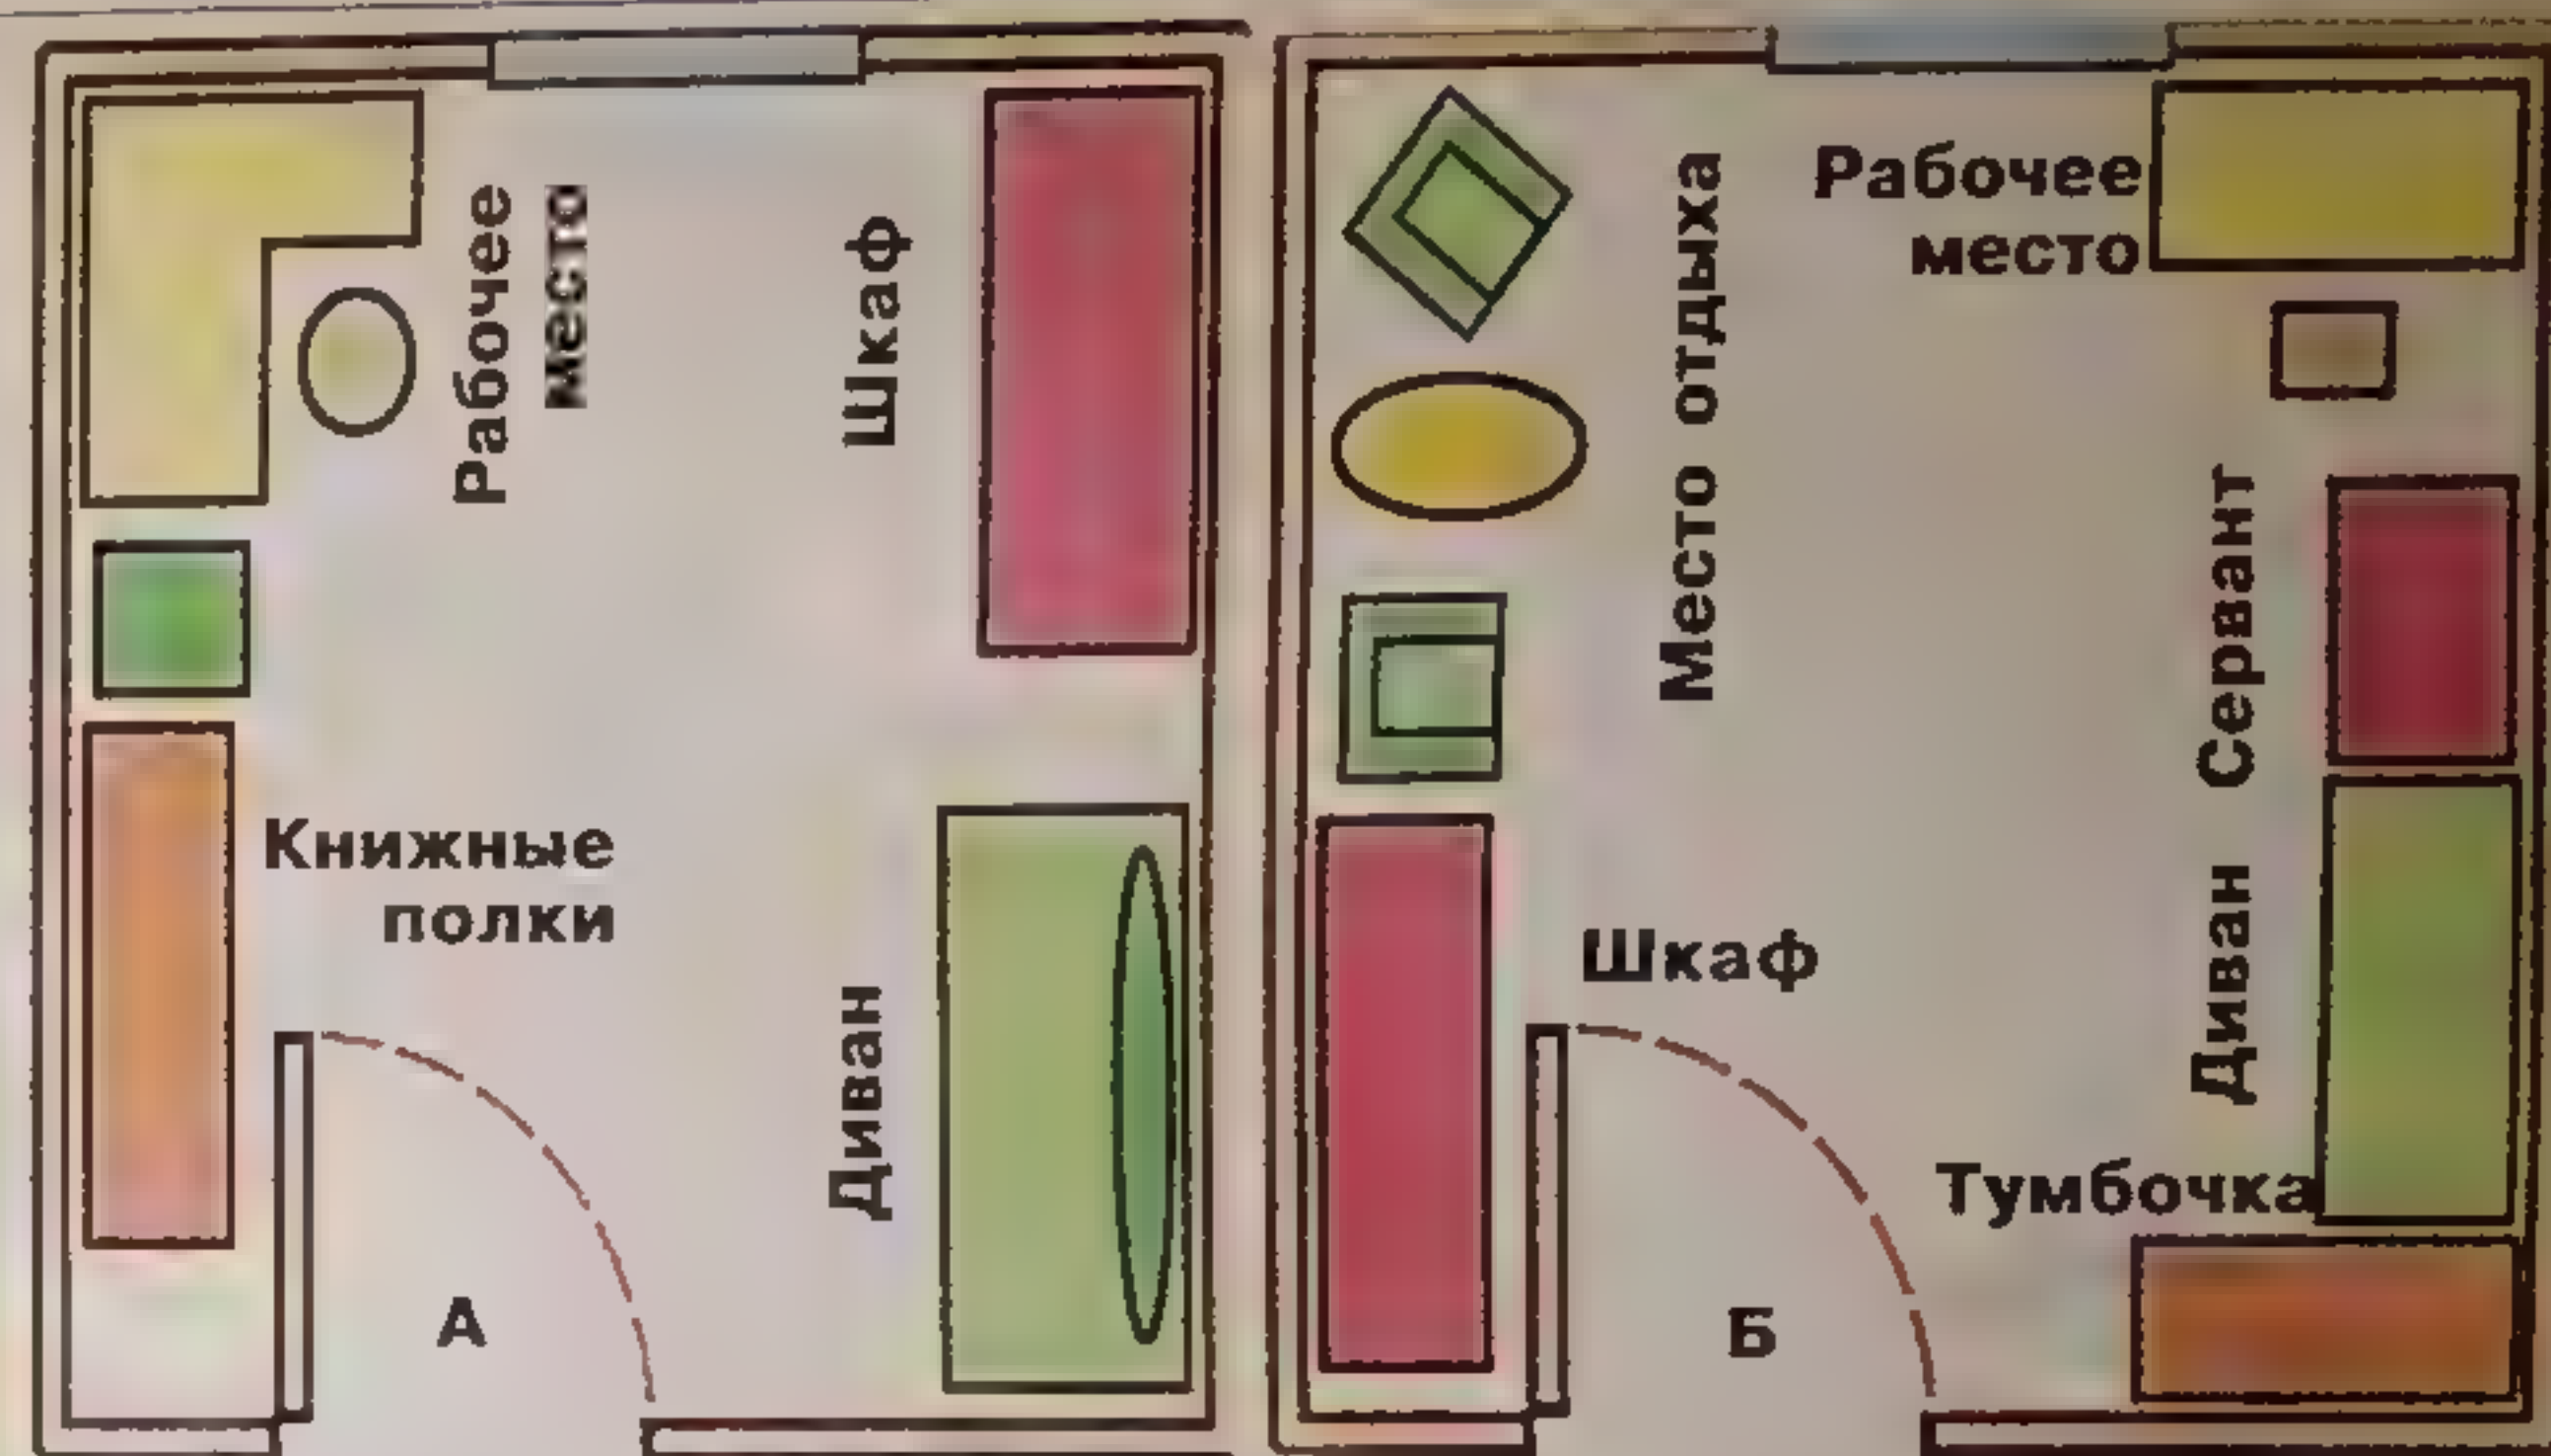 Рабочее
место
Шкаф
Книжные
полки
Диван
А
Место отдыха
Рабочее
место
Сервант
Шкаф
Диван
Тумбочка
Б